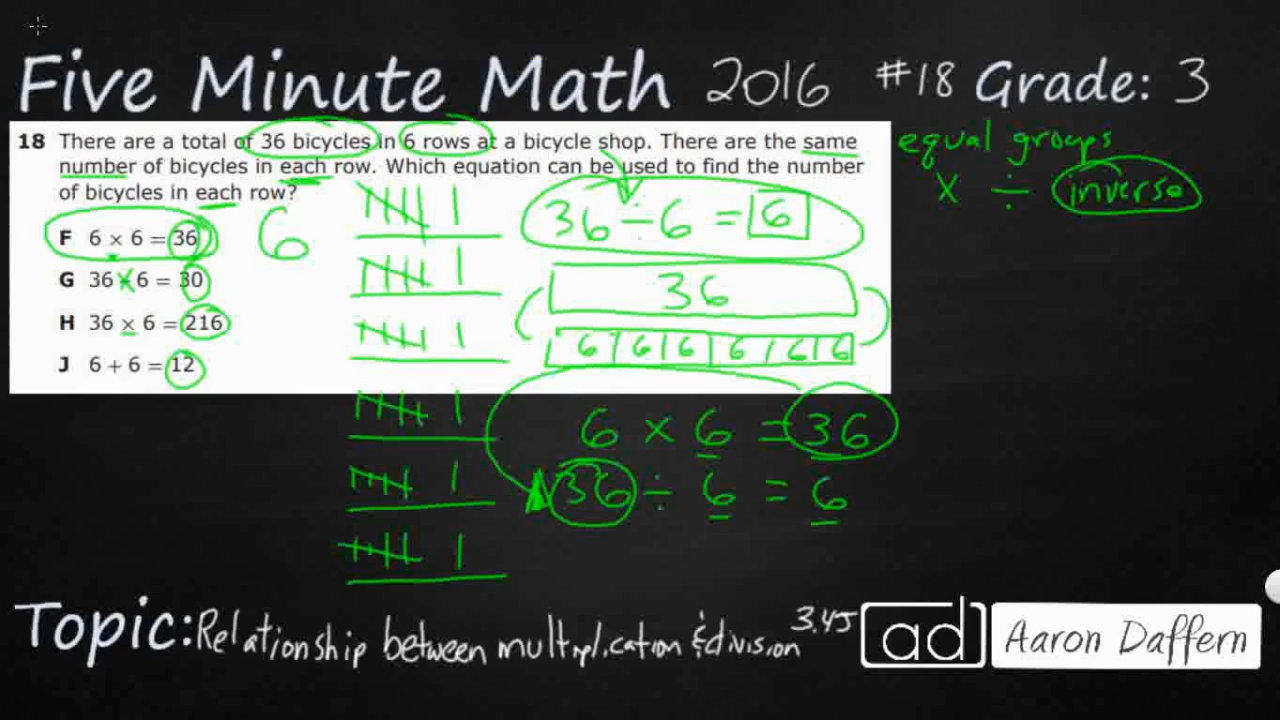 Five Minute Math 2016 #18 Grade: 3
18 There are a total of 36 bicycles in 6 rows at a bicycle shop. There are the same
number of bicycles in each row. Which equation can be used to find the number
of bicycles in each row?
F 6 × 6 = 36
G 36 × 6 = 30
H 36 × 6 = 216
J 6 + 6 = 12
6
equal groups
× ÷ inverse
36 ÷ 6 = 6
36
6 6 6 6 6 6
6 × 6 = 36
36 ÷ 6 = 6
Topic: Relationship between multiplication & division 3.4J
ad Aaron Daffern